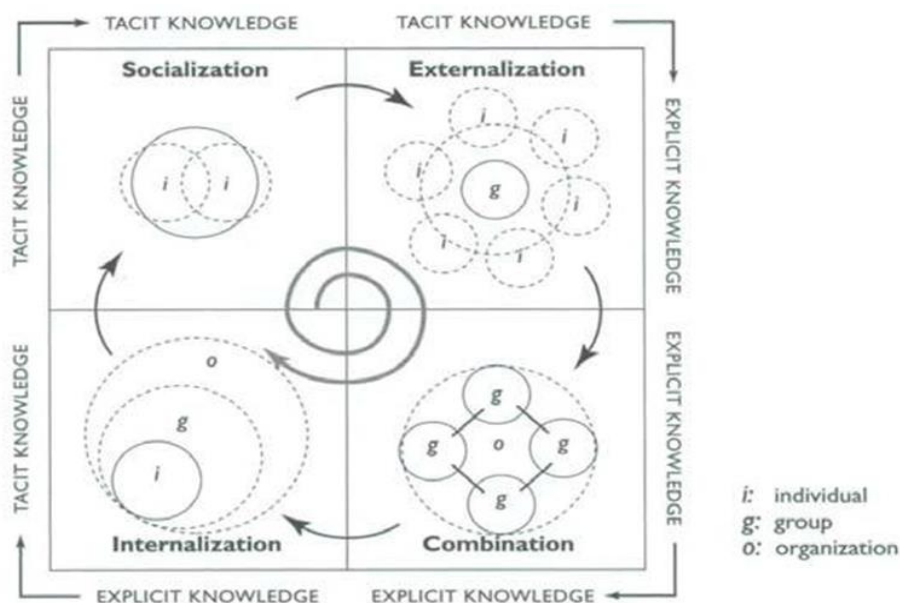 TACIT KNOWLEDGE
TACIT KNOWLEDGE
TACIT KNOWLEDGE
EXPLICIT KNOWLEDGE
Socialization
Externalization
i
i
i
i
i
g
i
i
i
TACIT KNOWLEDGE
EXPLICIT KNOWLEDGE
o
g
i
g
g
o
g
g
Internalization
Combination
EXPLICIT KNOWLEDGE
EXPLICIT KNOWLEDGE
i: individual
g: group
o: organization